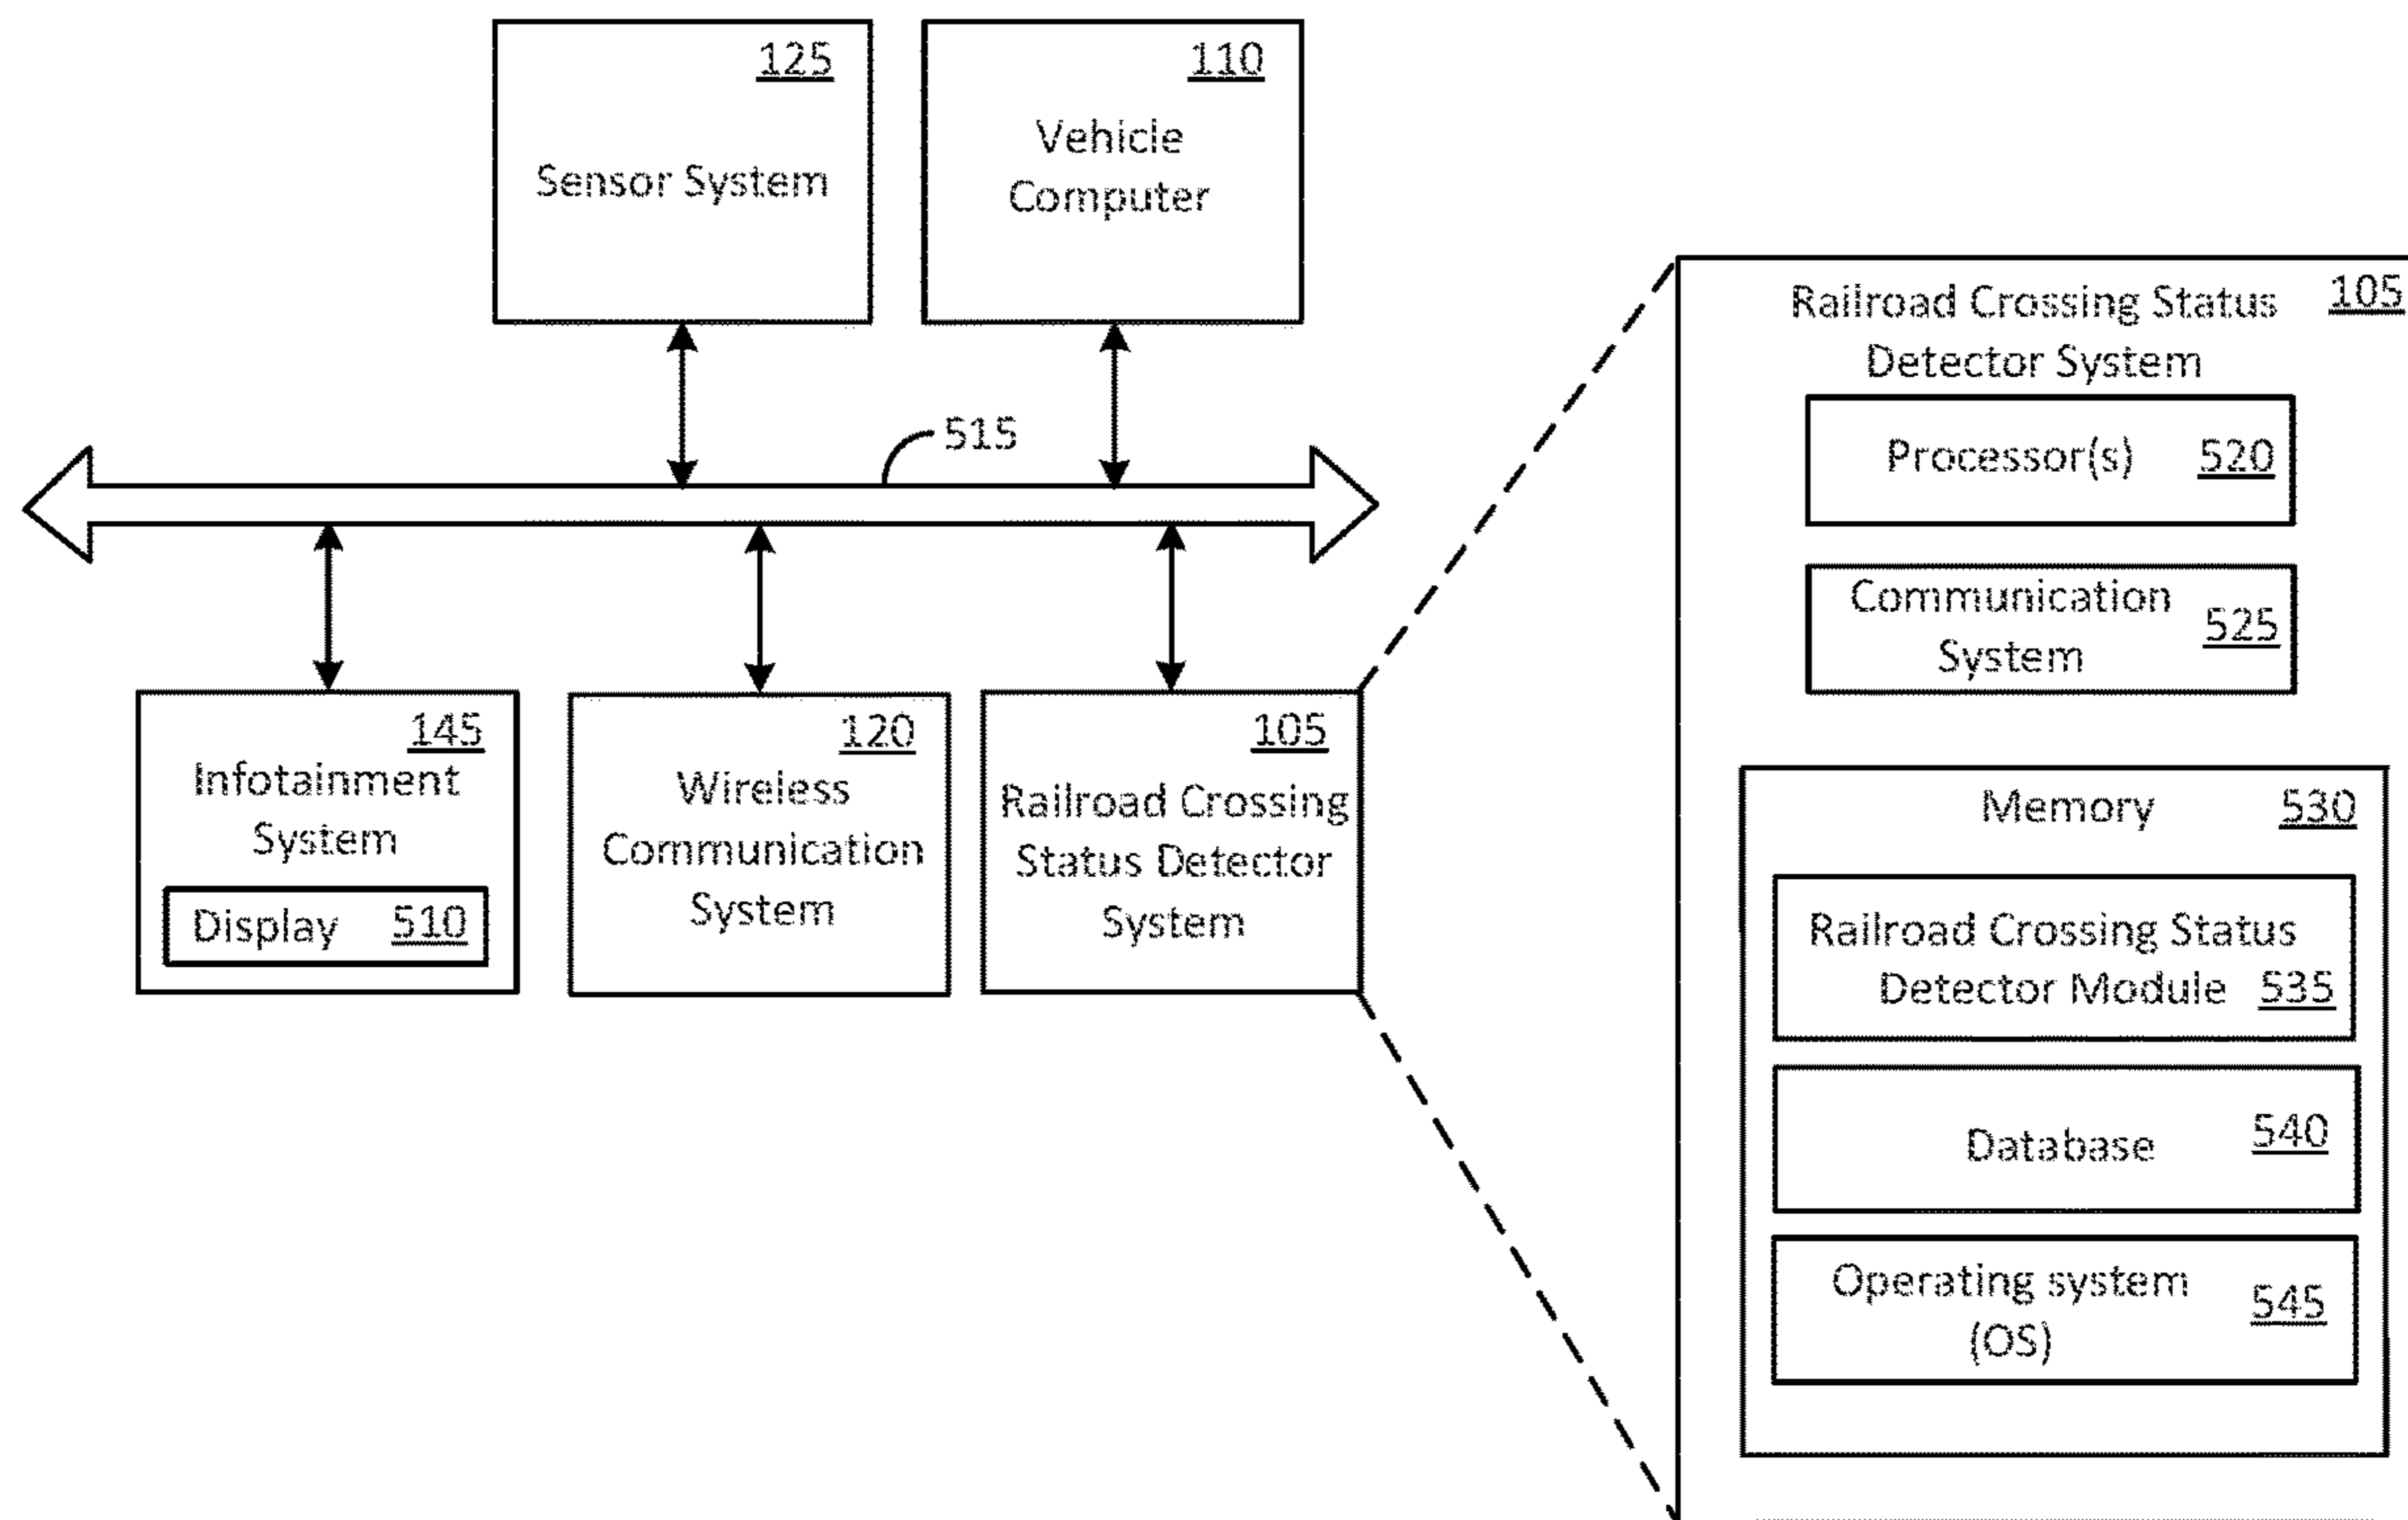 125
Sensor System
110
Vehicle
Computer
515
145
Infotainment
System
Display 510
120
Wireless
Communication
System
105
Railroad Crossing
Status Detector
System
Railroad Crossing Status 105
Detector System
Processor(s) 520
Communication
System 525
Memory 530
Railroad Crossing Status
Detector Module 535
Database 540
Operating system
(OS) 545